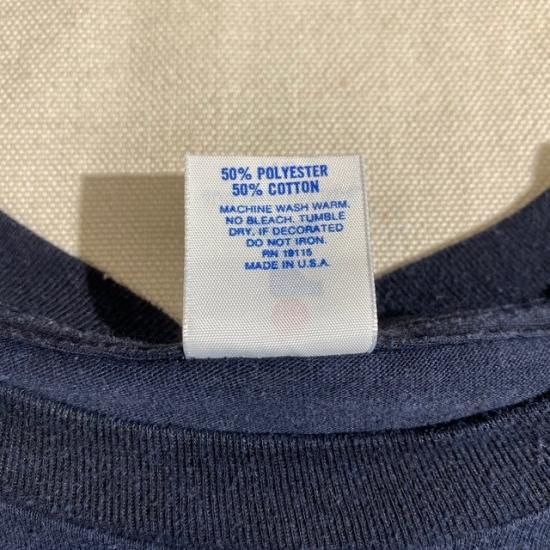 50% POLYESTER
50% COTTON
MACHINE WASH WARM.
NO BLEACH. TUMBLE
DRY. IF DECORATED
DO NOT IRON.
RN 19115
MADE IN U.S.A.